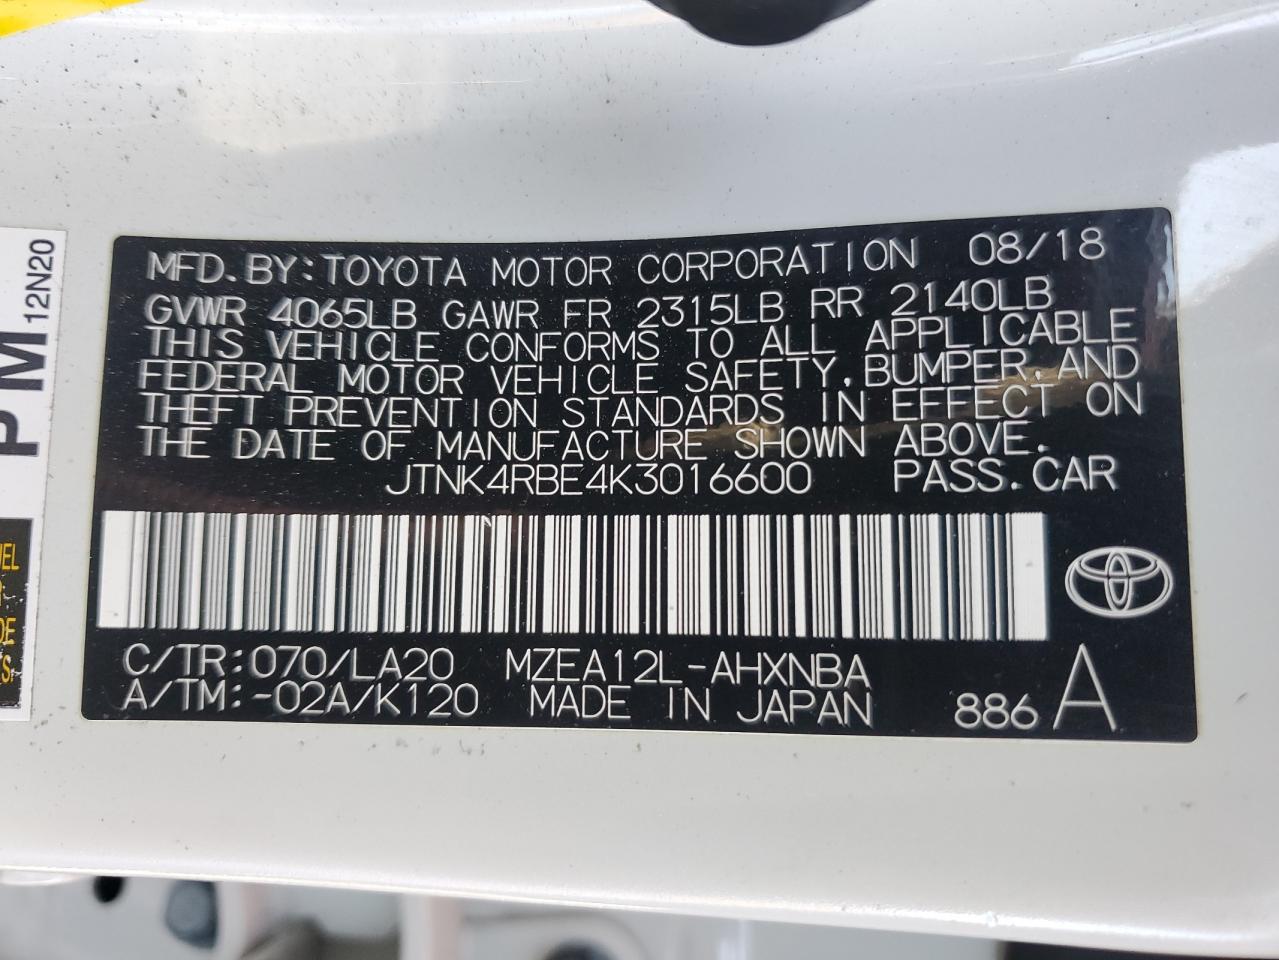 MFD.BY:TOYOTA MOTOR CORPORATION 08/18
GVWR 4065LB GAWR FR 2315LB RR 2140LB
THIS VEHICLE CONFORMS TO ALL APPLICABLE
FEDERAL MOTOR VEHICLE SAFETY,BUMPER,AND
THEFT PREVENTION STANDARDS IN EFFECT ON
THE DATE OF MANUFACTURE SHOWN ABOVE.
JTNK4RBE4K3016600 PASS.CAR
C/TR:070/LA20 MZEA12L-AHXNBA
A/TM:-02A/K120 MADE IN JAPAN 886 A
PM 12N20